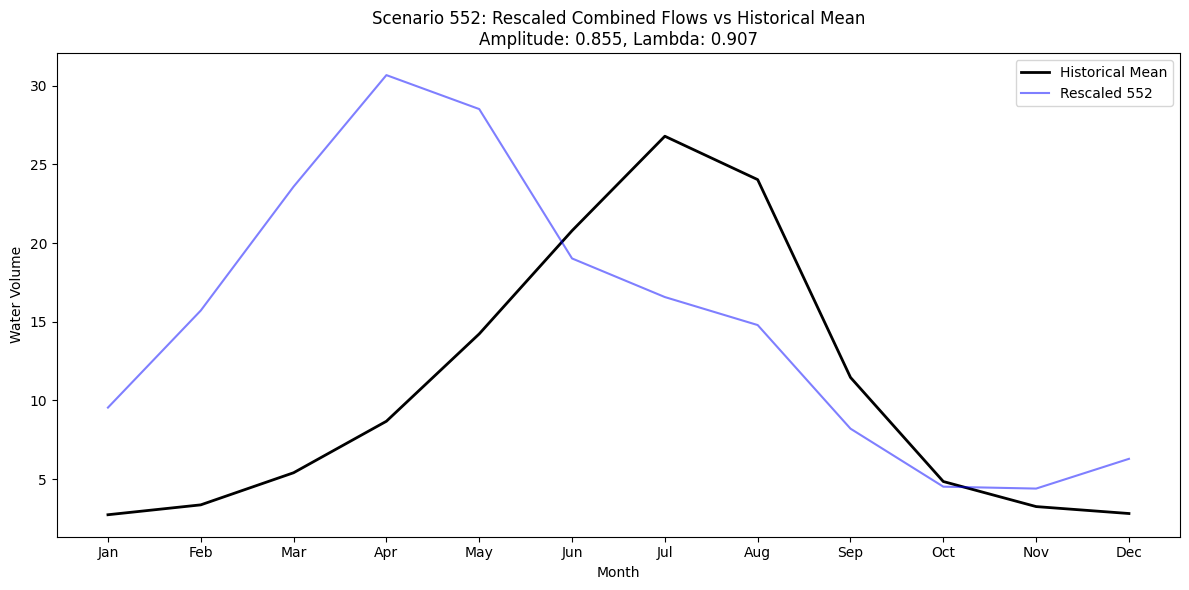 Scenario 552: Rescaled Combined Flows vs Historical Mean
Amplitude: 0.855, Lambda: 0.907
Historical Mean
Rescaled 552
Water Volume
30
25
20
15
10
5
Jan Feb Mar Apr May Jun Jul Aug Sep Oct Nov Dec
Month